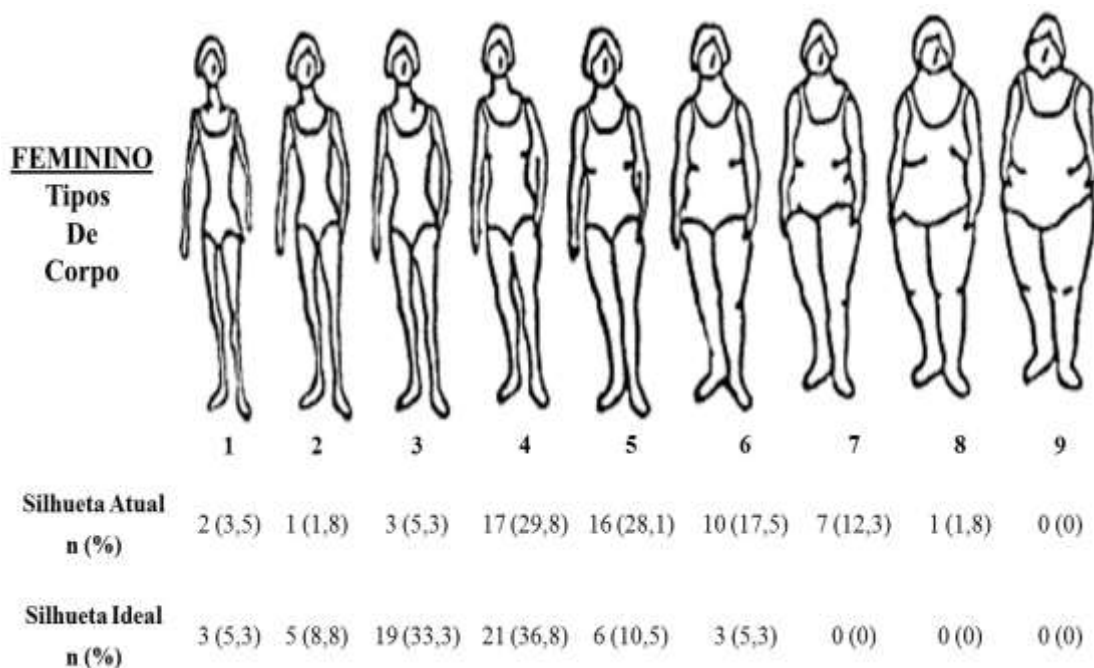 FEMININO
Tipos
De
Corpo
1 2 3 4 5 6 7 8 9
Silhueta Atual
n (%)
2 (3,5) 1 (1,8) 3 (5,3) 17 (29,8) 16 (28,1) 10 (17,5) 7 (12,3) 1 (1,8) 0 (0)
Silhueta Ideal
n (%)
3 (5,3) 5 (8,8) 19 (33,3) 21 (36,8) 6 (10,5) 3 (5,3) 0 (0) 0 (0) 0 (0)